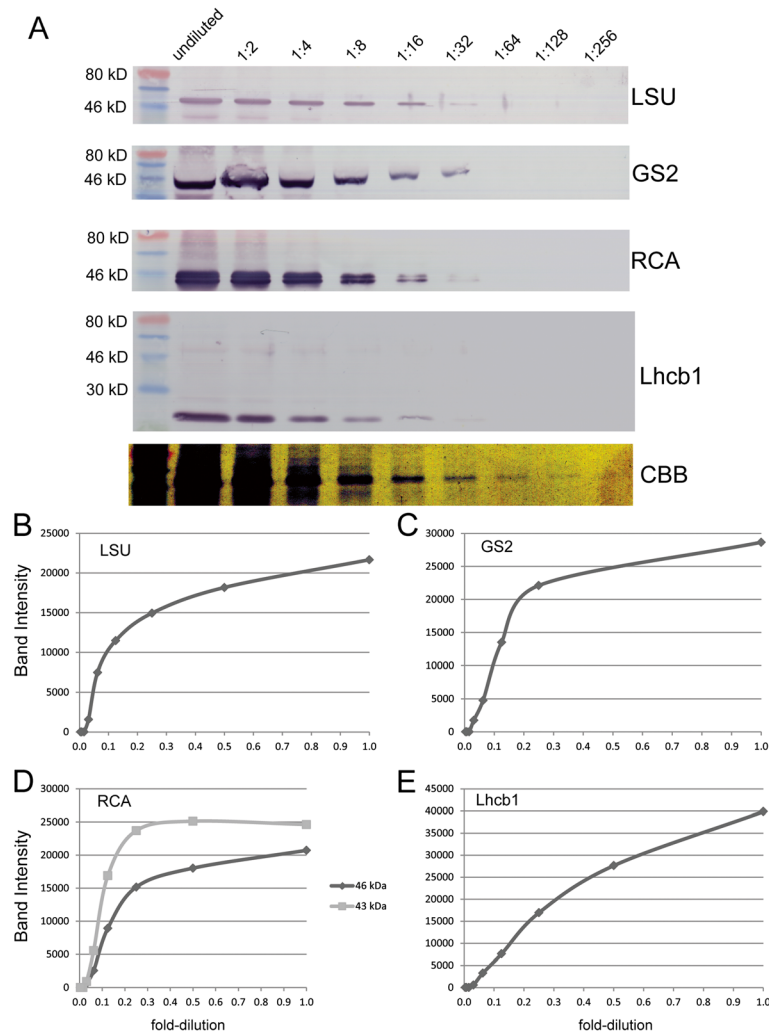 A
undiluted 1:2 1:4 1:8 1:16 1:32 1:64 1:128 1:256
80 kD
46 kD
LSU
80 kD
46 kD
GS2
80 kD
46 kD
RCA
80 kD
46 kD
30 kD
Lhcb1
CBB
B
LSU
Band Intensity
25000
20000
15000
10000
5000
0
0.0 0.1 0.2 0.3 0.4 0.5 0.6 0.7 0.8 0.9 1.0
C
GS2
30000
25000
20000
15000
10000
5000
0
0.0 0.1 0.2 0.3 0.4 0.5 0.6 0.7 0.8 0.9 1.0
D
RCA
Band Intensity
30000
25000
20000
15000
10000
5000
0
0.0 0.1 0.2 0.3 0.4 0.5 0.6 0.7 0.8 0.9 1.0
46 kDa
43 kDa
fold-dilution
E
Lhcb1
45000
40000
35000
30000
25000
20000
15000
10000
5000
0
0.0 0.1 0.2 0.3 0.4 0.5 0.6 0.7 0.8 0.9 1.0
fold-dilution